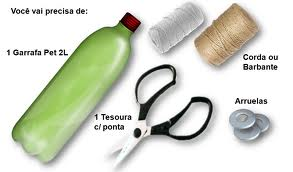 Você vai precisa de:
1 Garrafa Pet 2L
Corda ou
Barbante
1 Tesoura
c/ ponta
Arruelas